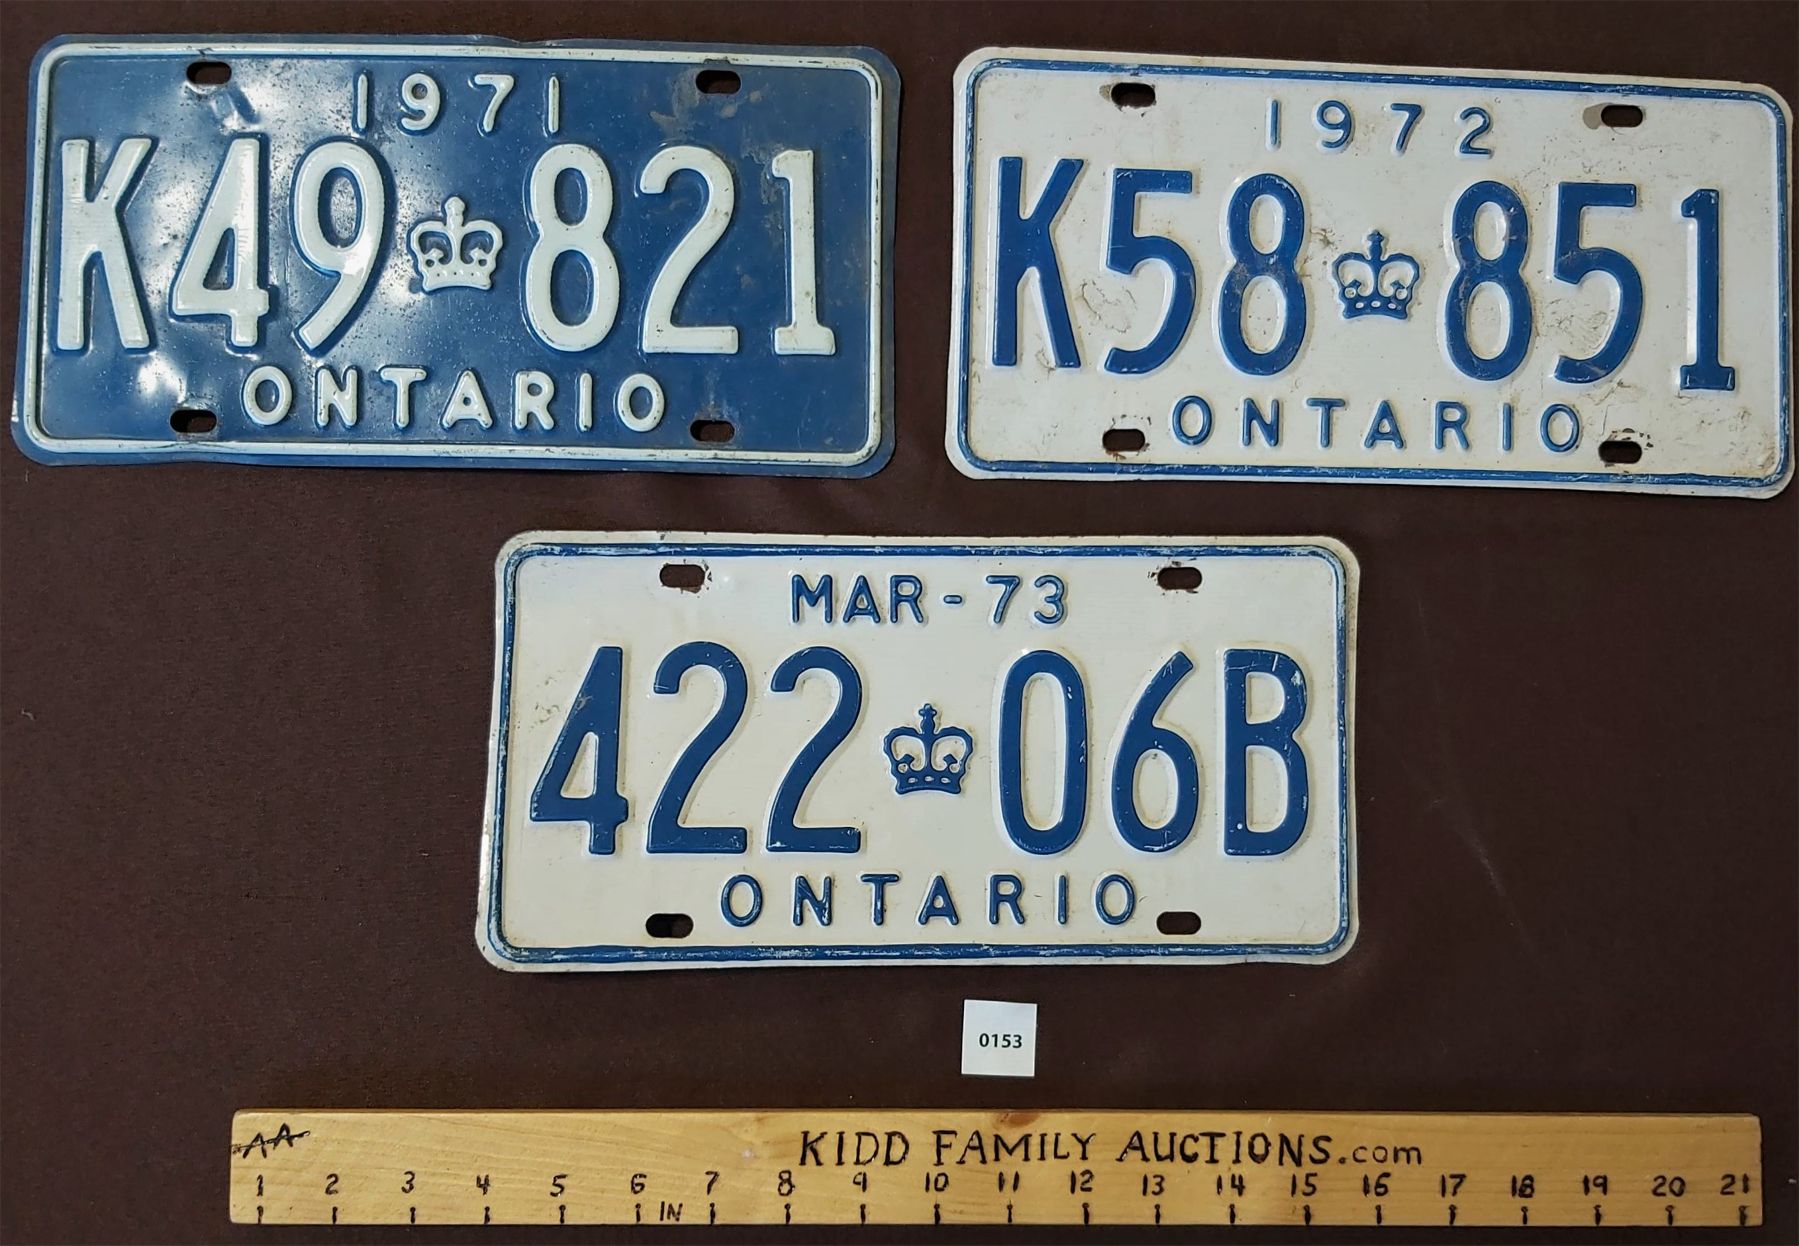 1971
K49 821
ONTARIO
1972
K58 851
ONTARIO
MAR-73
422 06B
ONTARIO
0153
AA
KIDD FAMILY AUCTIONS.com
1 2 3 4 5 6 7 8 9 10 11 12 13 14 15 16 17 18 19 20 21
IN